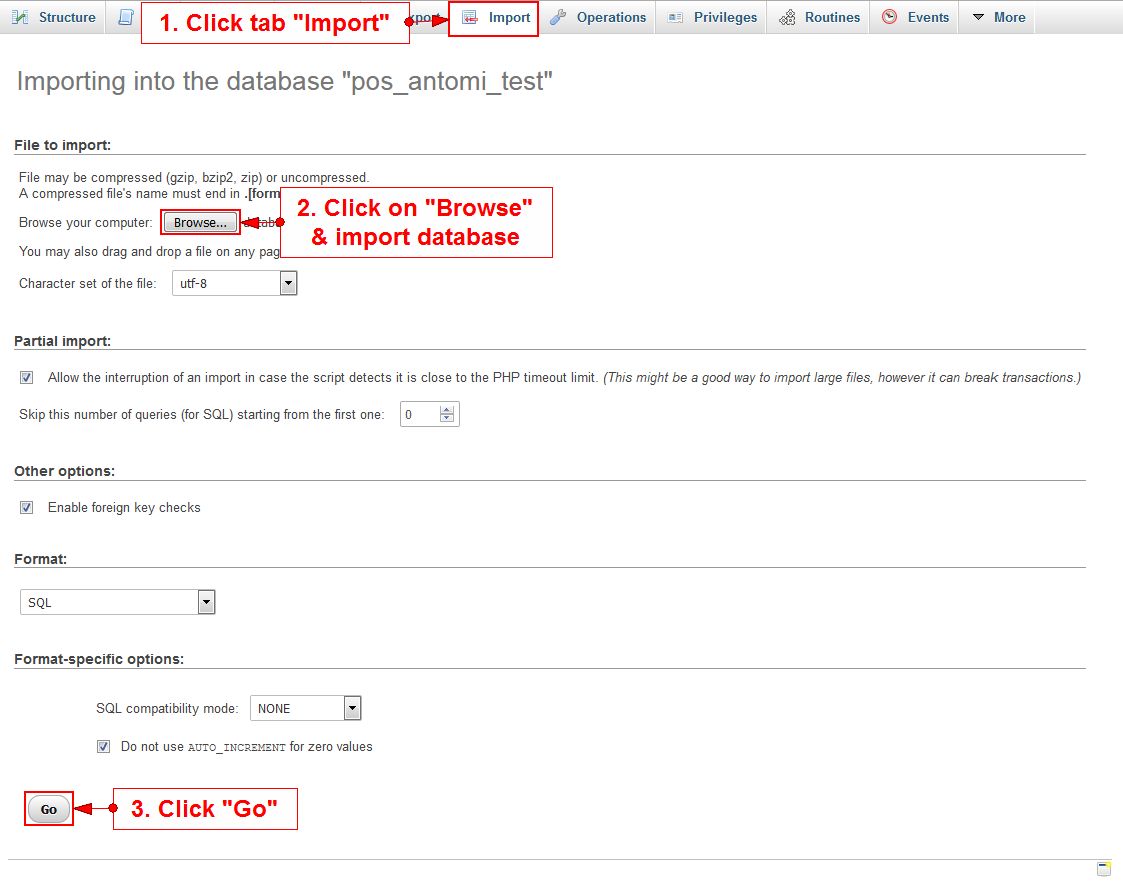 Structure
1. Click tab "Import"
Import
Operations
Privileges
Routines
Events
More
Importing into the database "pos_antomi_test"
File to import:
File may be compressed (gzip, bzip2, zip) or uncompressed.
A compressed file's name must end in .[form
Browse your computer:
Browse...
2. Click on "Browse"
& import database
You may also drag and drop a file on any pag
Character set of the file:
utf-8
Partial import:
Allow the interruption of an import in case the script detects it is close to the PHP timeout limit. (This might be a good way to import large files, however it can break transactions.)
Skip this number of queries (for SQL) starting from the first one:
0
Other options:
Enable foreign key checks
Format:
SQL
Format-specific options:
SQL compatibility mode:
NONE
Do not use AUTO_INCREMENT for zero values
Go
3. Click "Go"